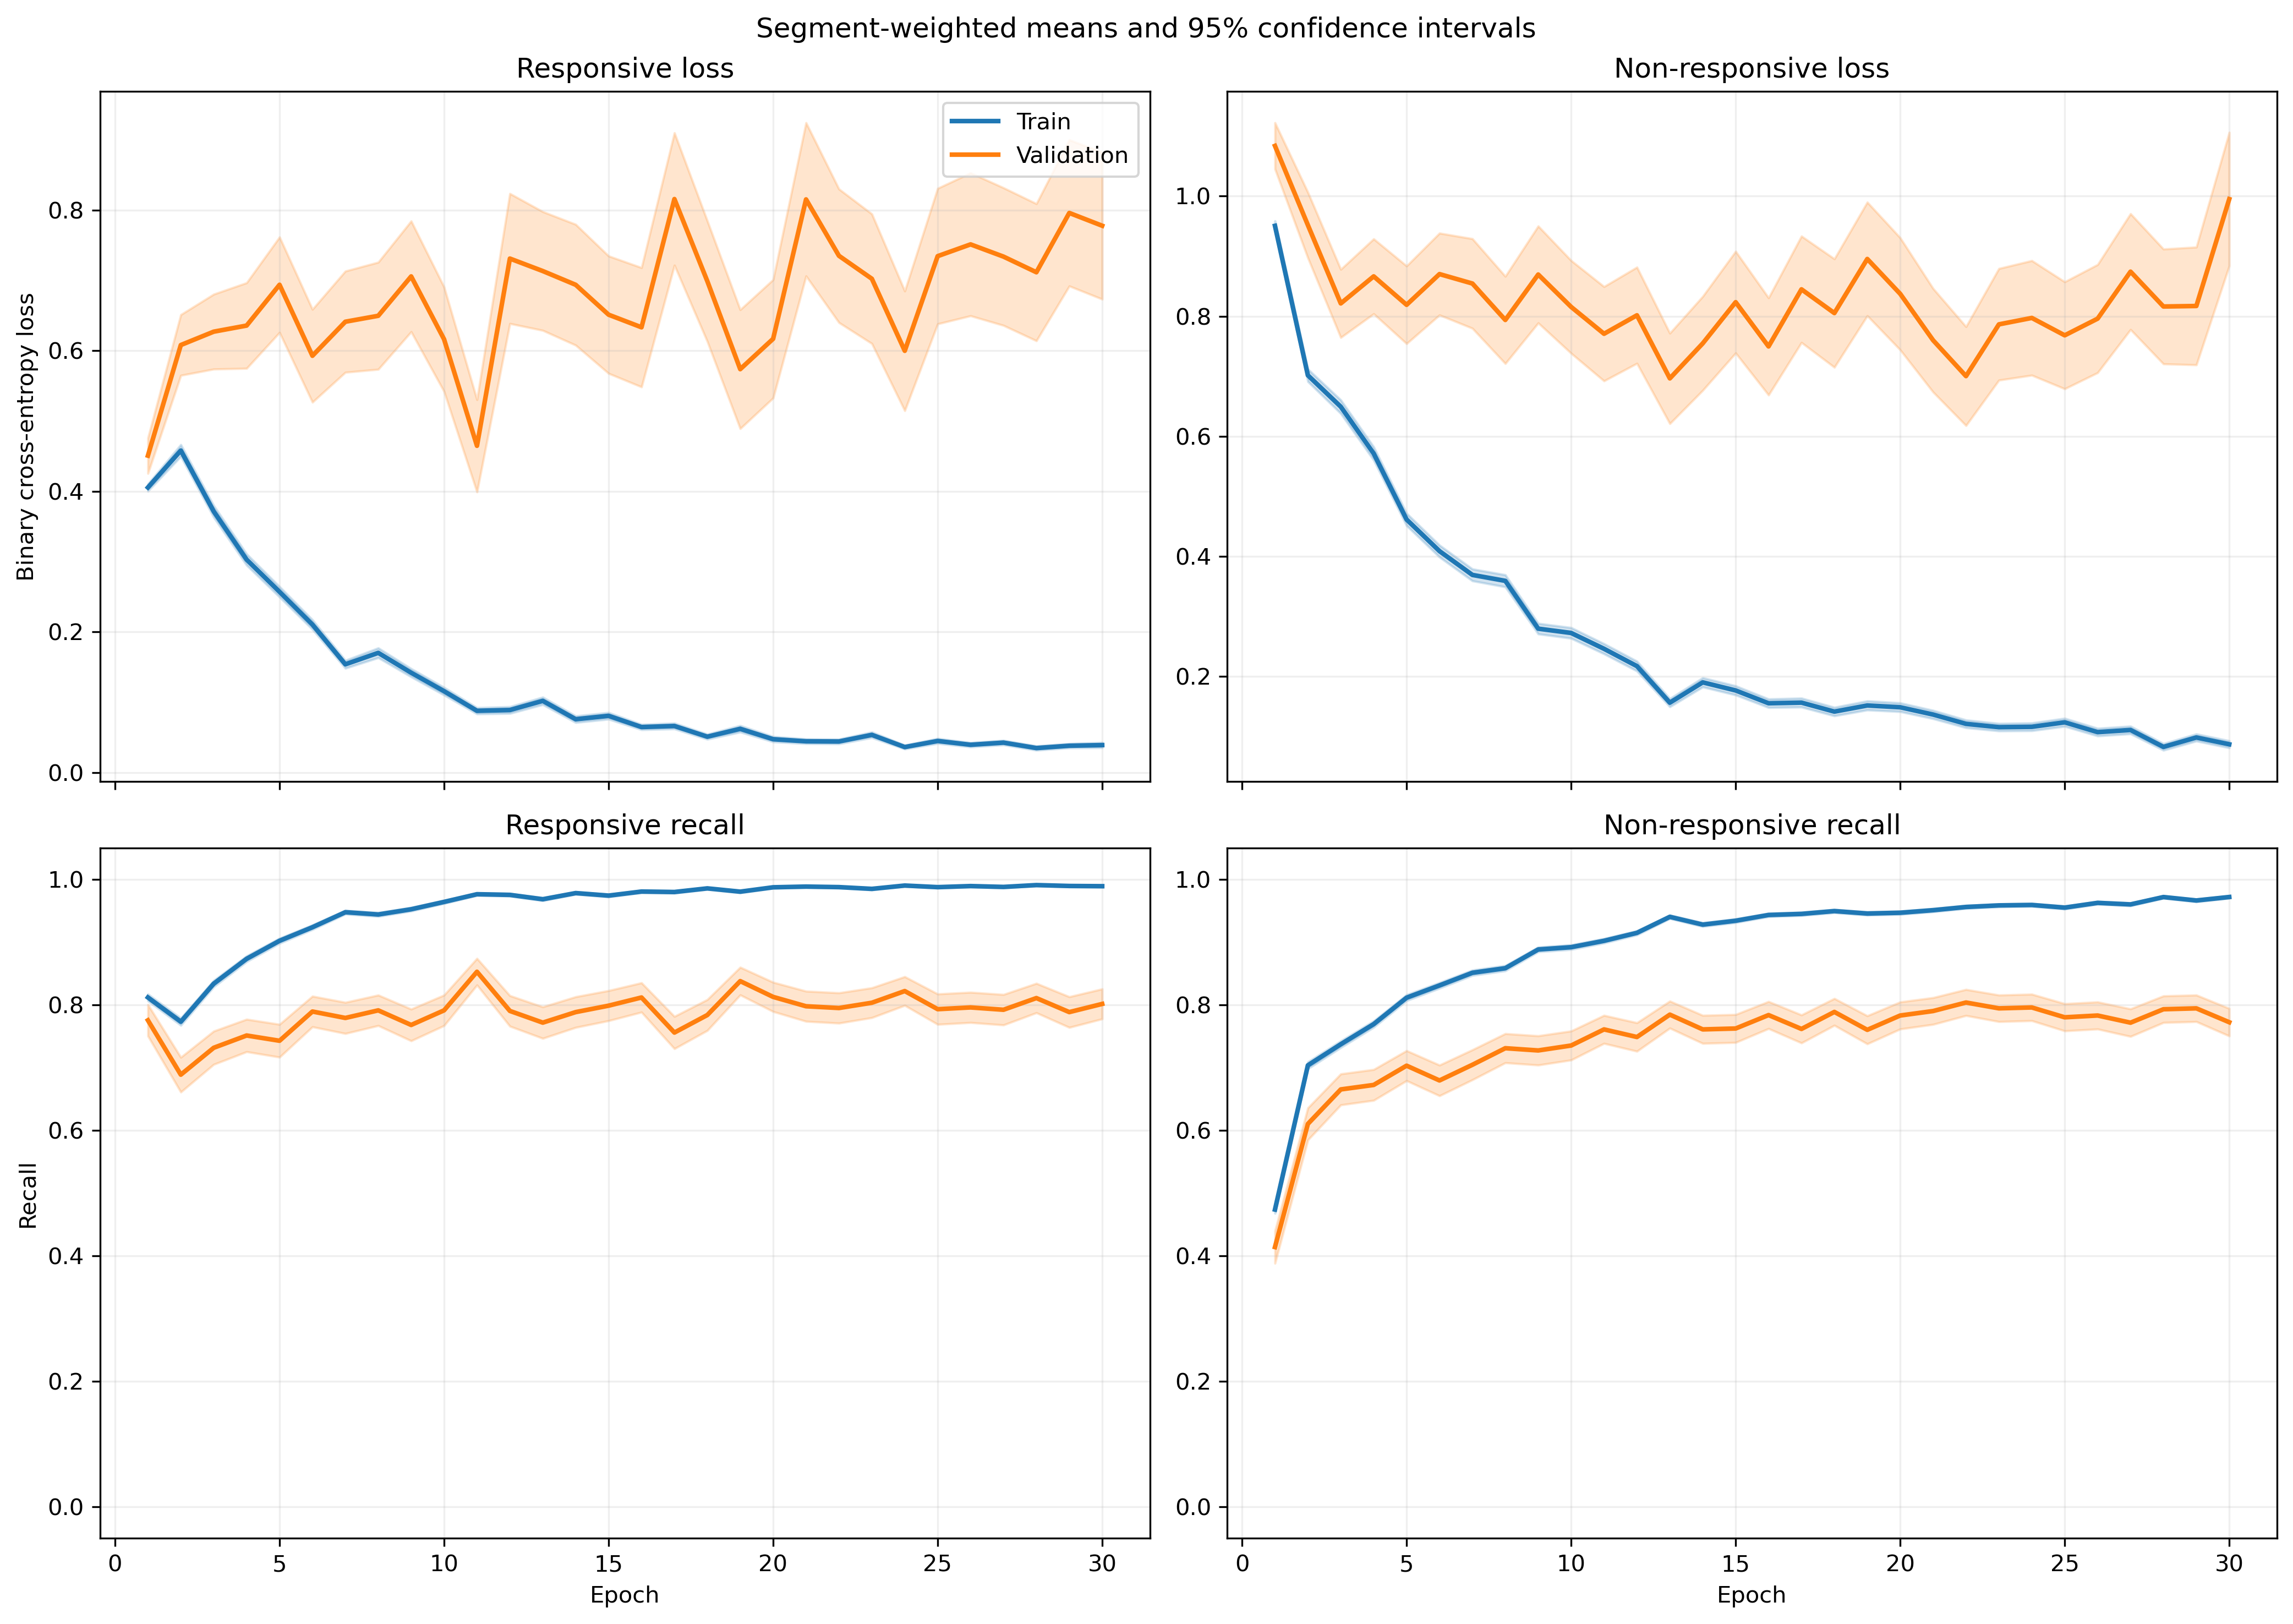 Segment-weighted means and 95% confidence intervals
Responsive loss
Non-responsive loss
Train
Validation
Binary cross-entropy loss
0.8
0.6
0.4
0.2
0.0
1.0
0.8
0.6
0.4
0.2
Responsive recall
Non-responsive recall
Recall
1.0
0.8
0.6
0.4
0.2
0.0
1.0
0.8
0.6
0.4
0.2
0.0
0 5 10 15 20 25 30
0 5 10 15 20 25 30
Epoch
Epoch